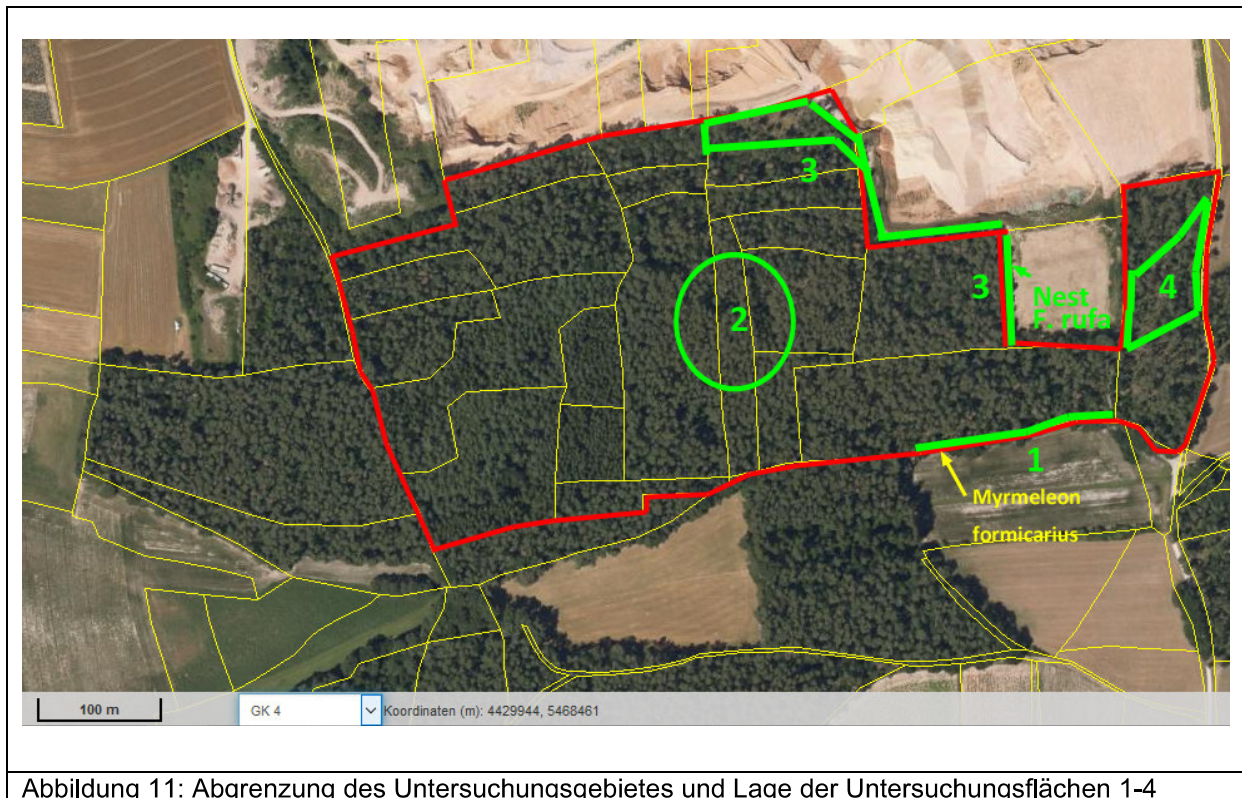 3
2
3
Nest
F. rufa
4
1
Myrmeleon
formicarius
100 m
GK 4
Koordinaten (m): 4429944, 5468461
Abbildung 11: Abgrenzung des Untersuchungsgebietes und Lage der Untersuchungsflächen 1-4